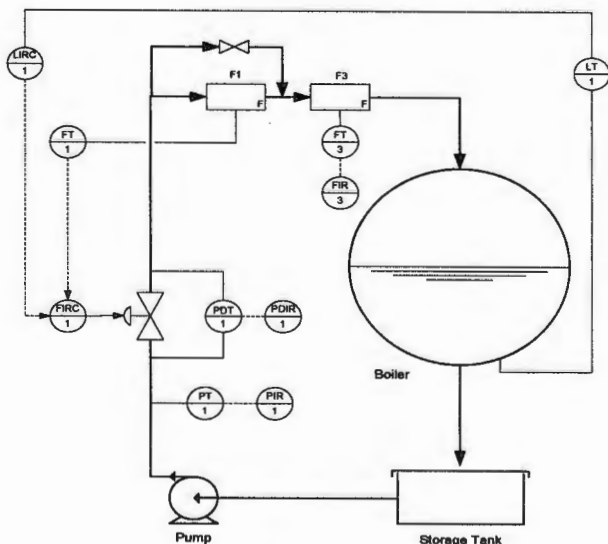 LIRC
1
LT
1
F1
F
F3
F
FT
1
FT
3
FIR
3
FIRC
1
PDT
1
PDIR
1
Boiler
PT
1
PIR
1
Pump
Storage Tank